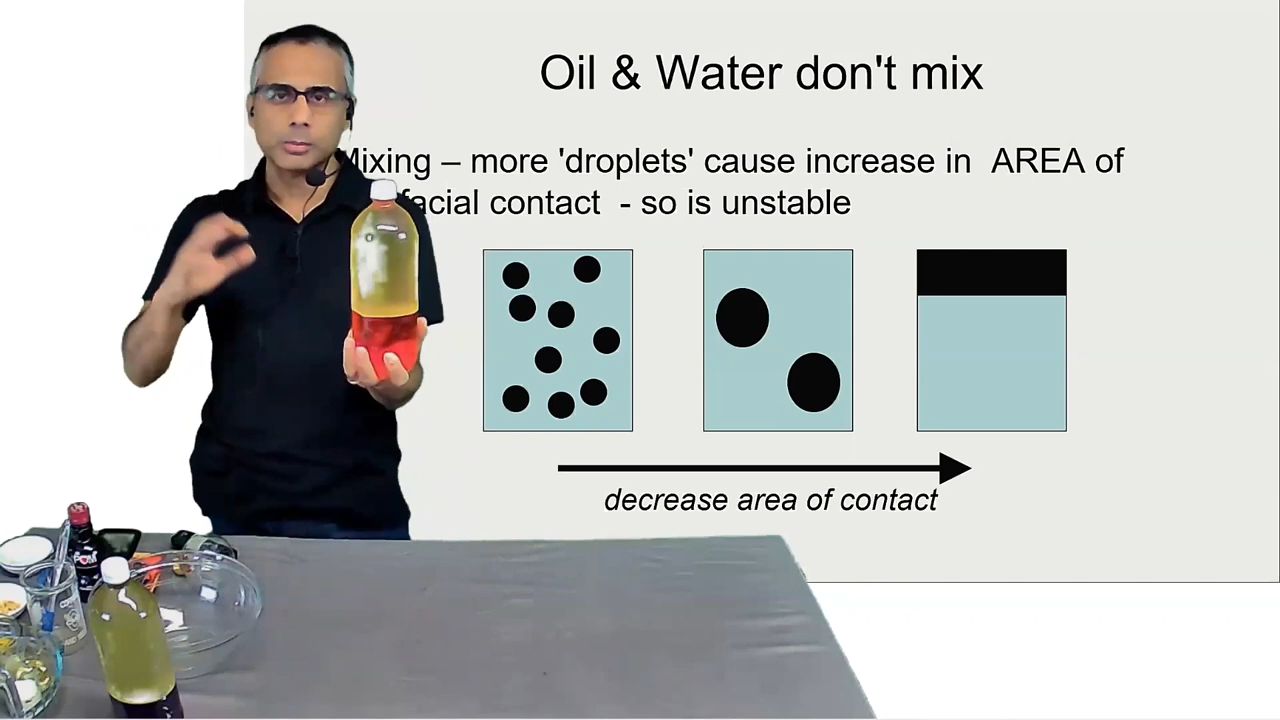 Oil & Water don't mix
Mixing – more 'droplets' cause increase in AREA of
facial contact - so is unstable
decrease area of contact
POM